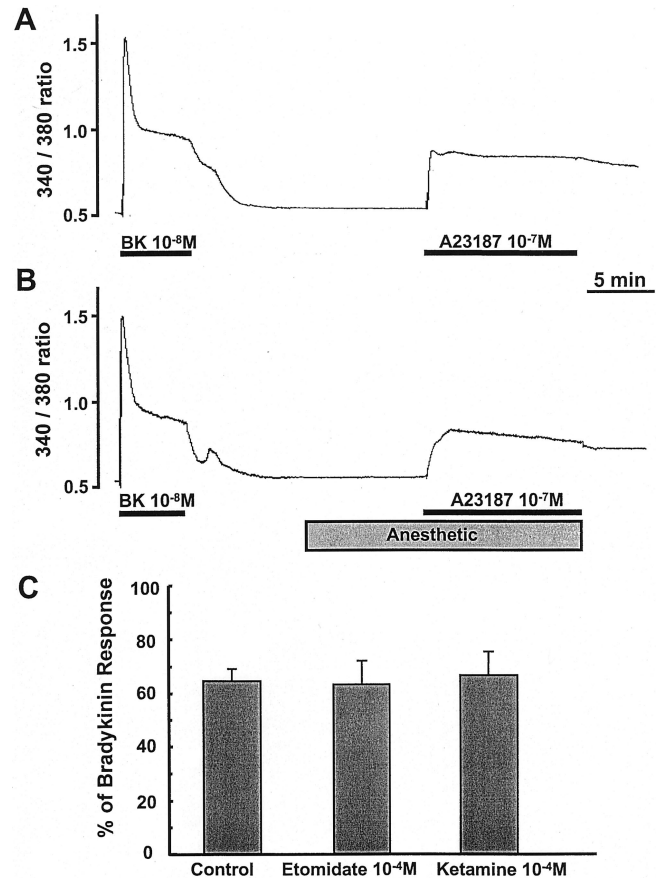 A
340 / 380 ratio
1.5
1.0
0.5
BK 10⁻⁸M
A23187 10⁻⁷M
5 min
B
340 / 380 ratio
1.5
1.0
0.5
BK 10⁻⁸M
A23187 10⁻⁷M
Anesthetic
C
% of Bradykinin Response
100
80
60
40
20
0
Control
Etomidate 10⁻⁴M
Ketamine 10⁻⁴M